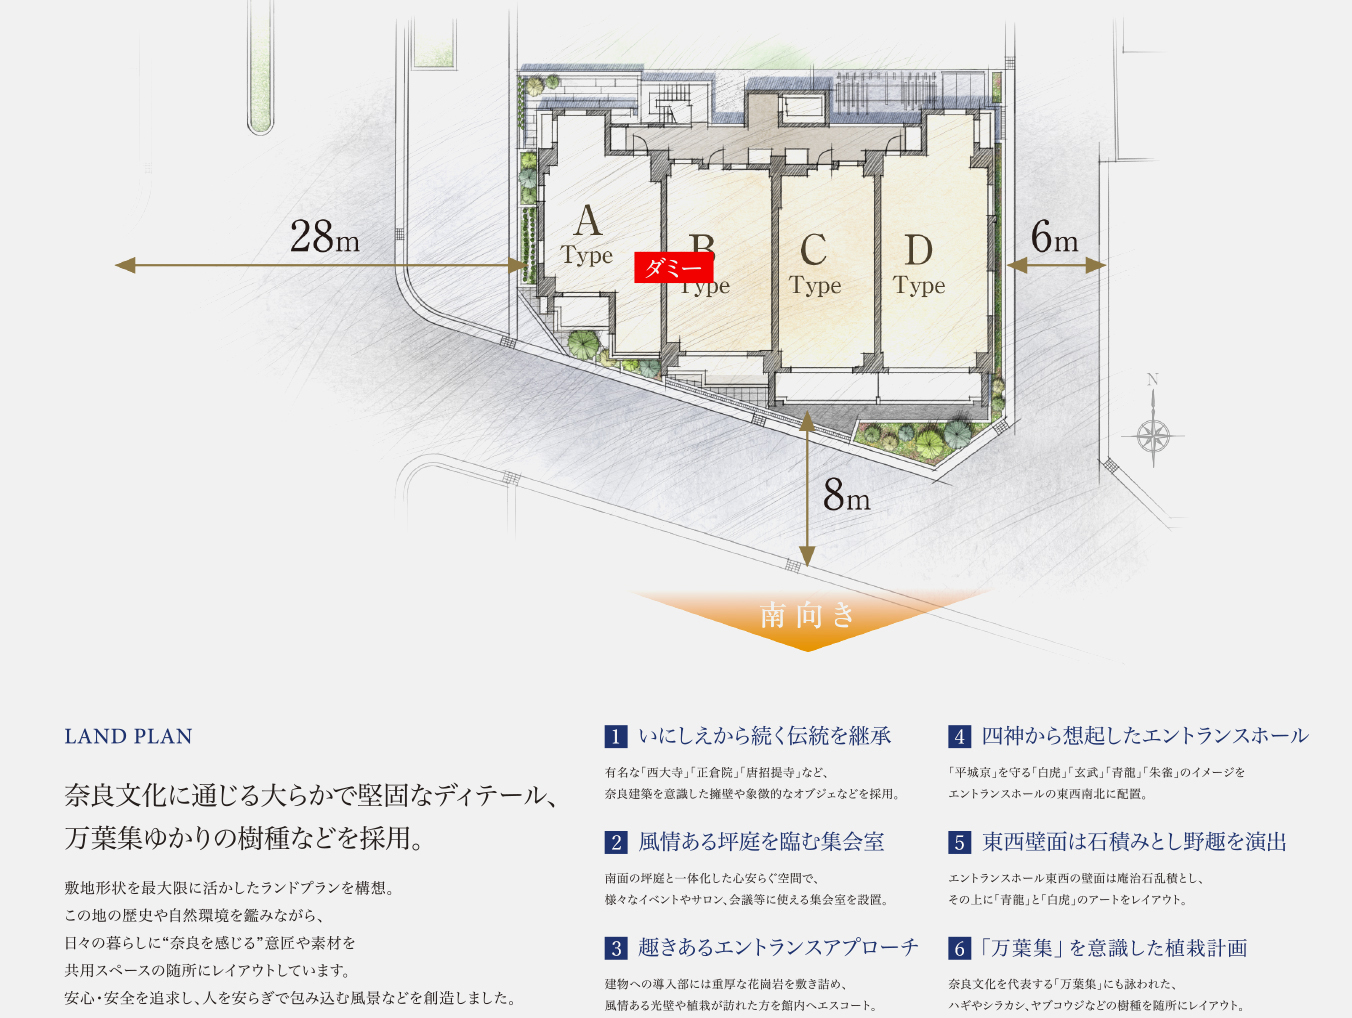 28m
A
Type
B
Type
C
Type
D
Type
ダミー
6m
N
8m
南向き
LAND PLAN
奈良文化に通じる大らかで堅固なディテール、
万葉集ゆかりの樹種などを採用。
敷地形状を最大限に活かしたランドプランを構想。
この地の歴史や自然環境を鑑みながら、
日々の暮らしに“奈良を感じる”意匠や素材を
共用スペースの随所にレイアウトしています。
安心・安全を追求し、人を安らぎで包み込む風景などを創造しました。
1 いにしえから続く伝統を継承
有名な「西大寺」「正倉院」「唐招提寺」など、
奈良建築を意識した擁壁や象徴的なオブジェなどを採用。
2 風情ある坪庭を臨む集会室
南面の坪庭と一体化した心安らぐ空間で、
様々なイベントやサロン、会議等に使える集会室を設置。
3 趣きあるエントランスアプローチ
建物への導入部には重厚な花崗岩を敷き詰め、
風情ある光壁や植栽が訪れた方を館内へエスコート。
4 四神から想起したエントランスホール
「平城京」を守る「白虎」「玄武」「青龍」「朱雀」のイメージを
エントランスホールの東西南北に配置。
5 東西壁面は石積みとし野趣を演出
エントランスホール東西の壁面は庵治石乱積とし、
その上に「青龍」と「白虎」のアートをレイアウト。
6 「万葉集」を意識した植栽計画
奈良文化を代表する「万葉集」にも詠われた、
ハギやシラカシ、ヤブコウジなどの樹種を随所にレイアウト。